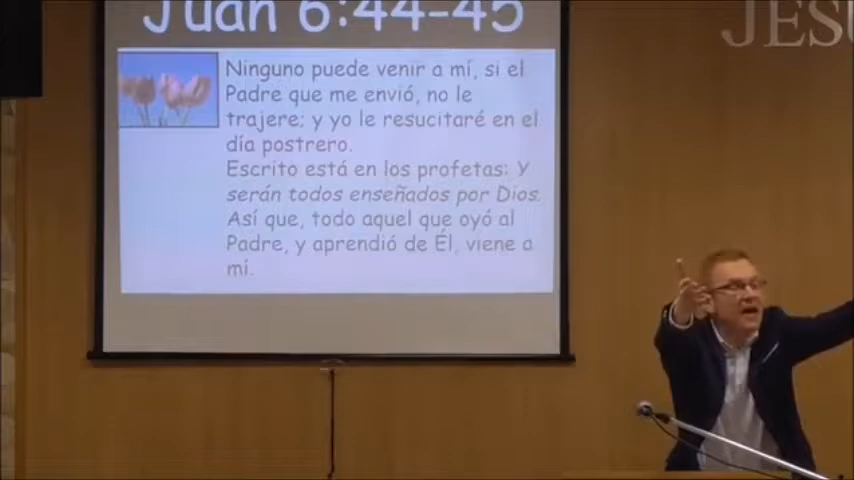 Juan 6:44-45
Ninguno puede venir a mí, si el
Padre que me envió, no le
trajere; y yo le resucitaré en el
día postrero.
Escrito está en los profetas: Y
serán todos enseñados por Dios.
Así que, todo aquel que oyó al
Padre, y aprendió de Él, viene a
mí.